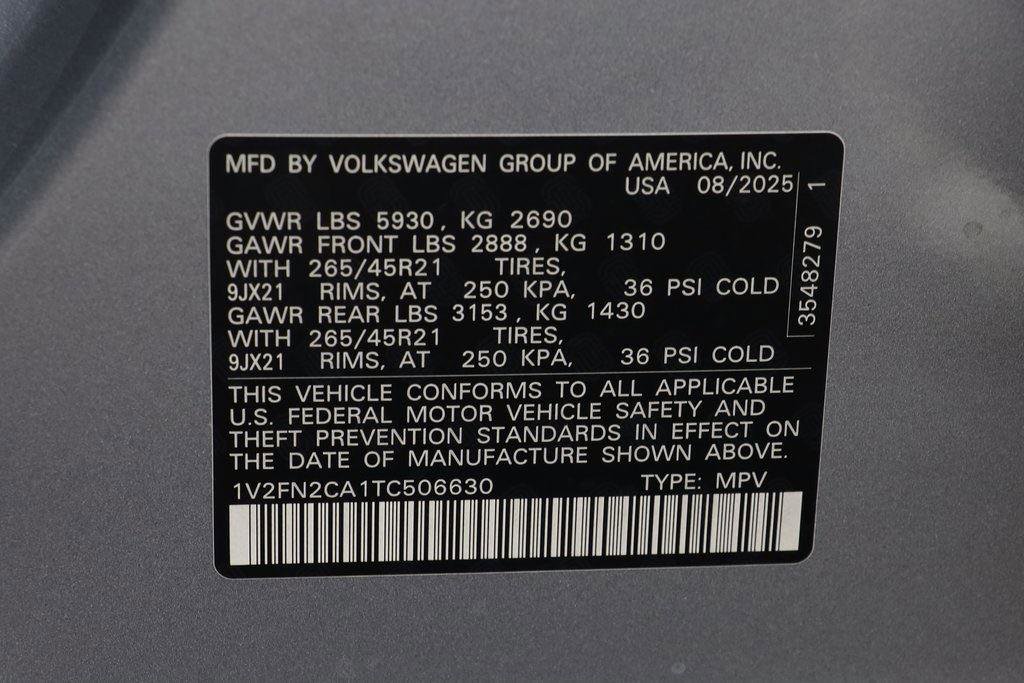 MFD BY VOLKSWAGEN GROUP OF AMERICA, INC.
USA 08/2025
GVWR LBS 5930, KG 2690
GAWR FRONT LBS 2888, KG 1310
WITH 265/45R21 TIRES,
9JX21 RIMS, AT 250 KPA, 36 PSI COLD
GAWR REAR LBS 3153, KG 1430
WITH 265/45R21 TIRES,
9JX21 RIMS, AT 250 KPA, 36 PSI COLD
3548279 1
THIS VEHICLE CONFORMS TO ALL APPLICABLE
U.S. FEDERAL MOTOR VEHICLE SAFETY AND
THEFT PREVENTION STANDARDS IN EFFECT ON
THE DATE OF MANUFACTURE SHOWN ABOVE.
1V2FN2CA1TC506630 TYPE: MPV